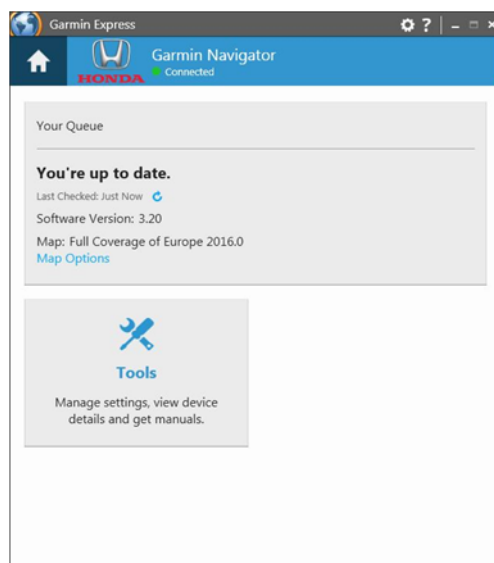 Garmin Express
?
Garmin Navigator
Connected
HONDA
Your Queue
You're up to date.
Last Checked: Just Now
Software Version: 3.20
Map: Full Coverage of Europe 2016.0
Map Options
Tools
Manage settings, view device
details and get manuals.